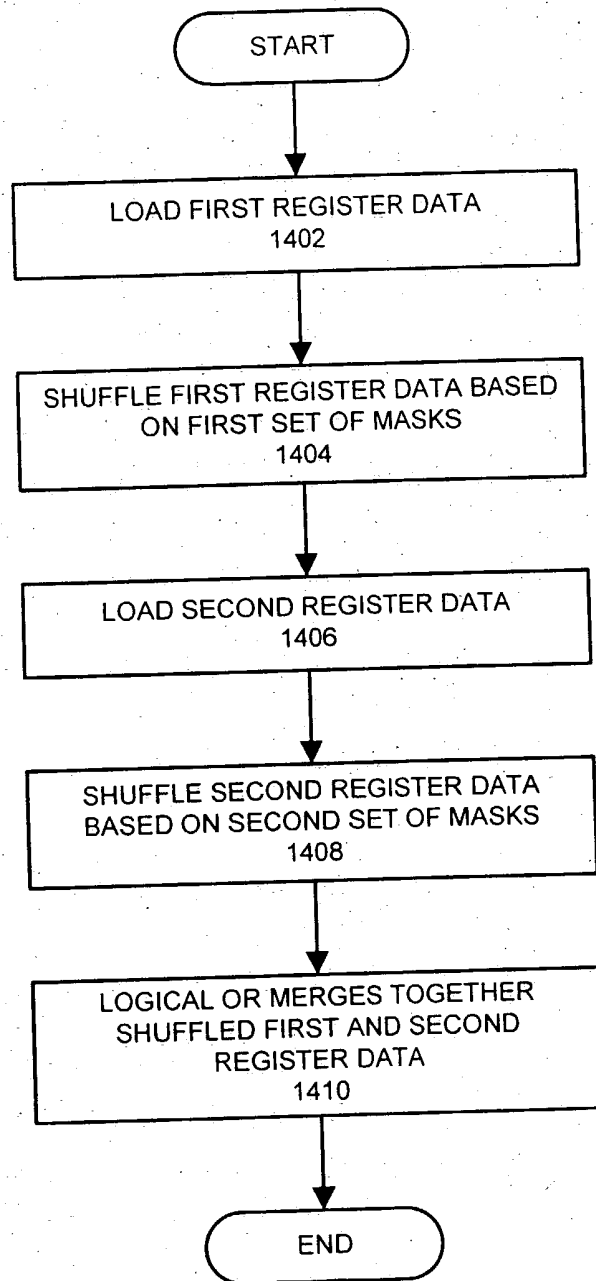 START
LOAD FIRST REGISTER DATA
1402
SHUFFLE FIRST REGISTER DATA BASED
ON FIRST SET OF MASKS
1404
LOAD SECOND REGISTER DATA
1406
SHUFFLE SECOND REGISTER DATA
BASED ON SECOND SET OF MASKS
1408
LOGICAL OR MERGES TOGETHER
SHUFFLED FIRST AND SECOND
REGISTER DATA
1410
END